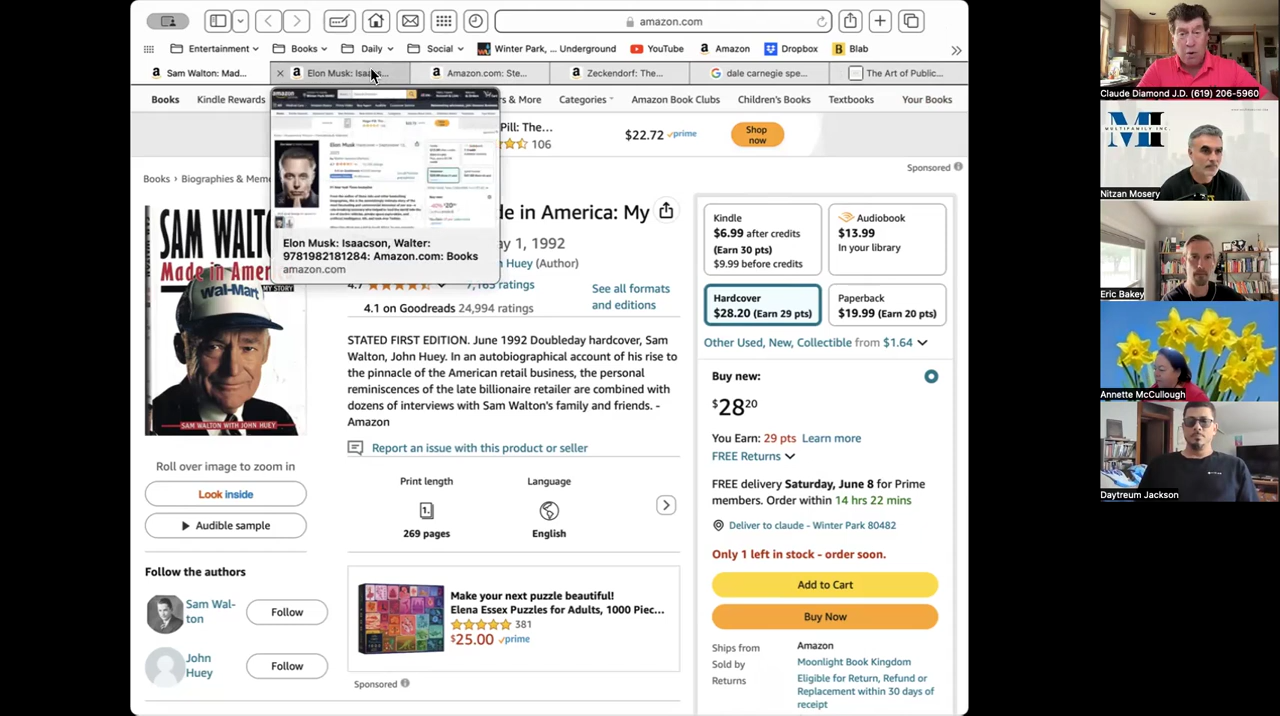 amazon.com
Entertainment
Books
Daily
Social
Winter Park, ... Underground
YouTube
Amazon
Dropbox
Blab
Sam Walton: Mad...
Elon Musk: Isaacs...
Amazon.com: Ste...
Zeckendorf: The...
dale carnegie spe...
The Art of Public...
Books
Kindle Rewards
s & More
Categories
Amazon Book Clubs
Children's Books
Textbooks
Your Books
Pill: The...
106
$22.72 prime
Shop
now
Sponsored
Books › Biographies & Mem
Elon Musk: Isaacson, Walter:
9781982181284: Amazon.com: Books
amazon.com
de in America: My
ay 1, 1992
Huey (Author)
4.7
7,163 ratings
4.1 on Goodreads 24,994 ratings
See all formats
and editions
SAM WALTO
Made in Ameri
MY STORY
Wal-Mart
SAM WALTON WITH JOHN HUEY
STATED FIRST EDITION. June 1992 Doubleday hardcover, Sam
Walton, John Huey. In an autobiographical account of his rise to
the pinnacle of the American retail business, the personal
reminiscences of the late billionaire retailer are combined with
dozens of interviews with Sam Walton's family and friends. -
Amazon
Report an issue with this product or seller
Roll over image to zoom in
Look inside
Audible sample
Print length
269 pages
Language
English
Follow the authors
Sam Wal-
ton
Follow
John
Huey
Follow
Make your next puzzle beautiful!
Elena Essex Puzzles for Adults, 1000 Piec...
381
$25.00 prime
Sponsored
Kindle
$6.99 after credits
(Earn 30 pts)
$9.99 before credits
Audiobook
$13.99
In your library
Hardcover
$28.20 (Earn 29 pts)
Paperback
$19.99 (Earn 20 pts)
Other Used, New, Collectible from $1.64
Buy new:
$28 20
You Earn: 29 pts Learn more
FREE Returns
FREE delivery Saturday, June 8 for Prime
members. Order within 14 hrs 22 mins
Deliver to claude - Winter Park 80482
Only 1 left in stock - order soon.
Add to Cart
Buy Now
Ships from
Amazon
Sold by
Moonlight Book Kingdom
Returns
Eligible for Return, Refund or
Replacement within 30 days of
receipt
Claude Diamond J.D. (619) 206-5960
MULTIFAMILY INC.
Nitzan Mosery
Eric Bakey
Annette McCullough
Daytreum Jackson